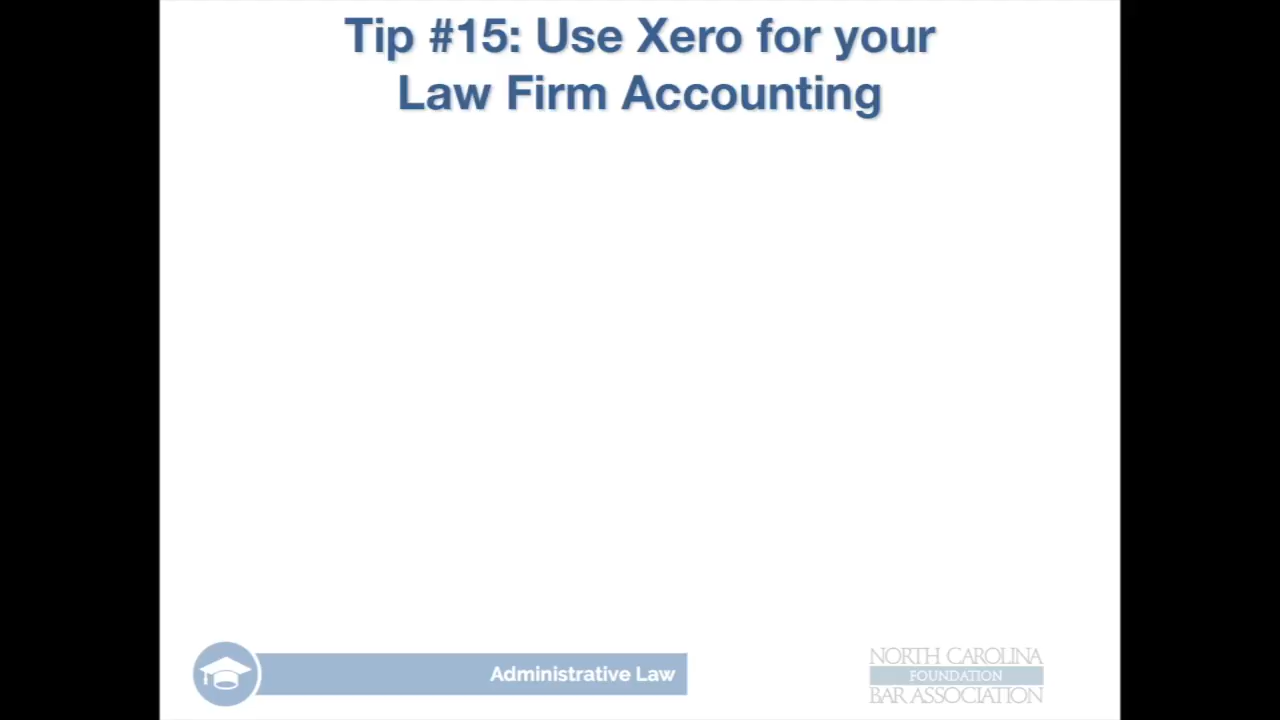 Tip #15: Use Xero for your
Law Firm Accounting
Administrative Law
NORTH CAROLINA
FOUNDATION
BAR ASSOCIATION